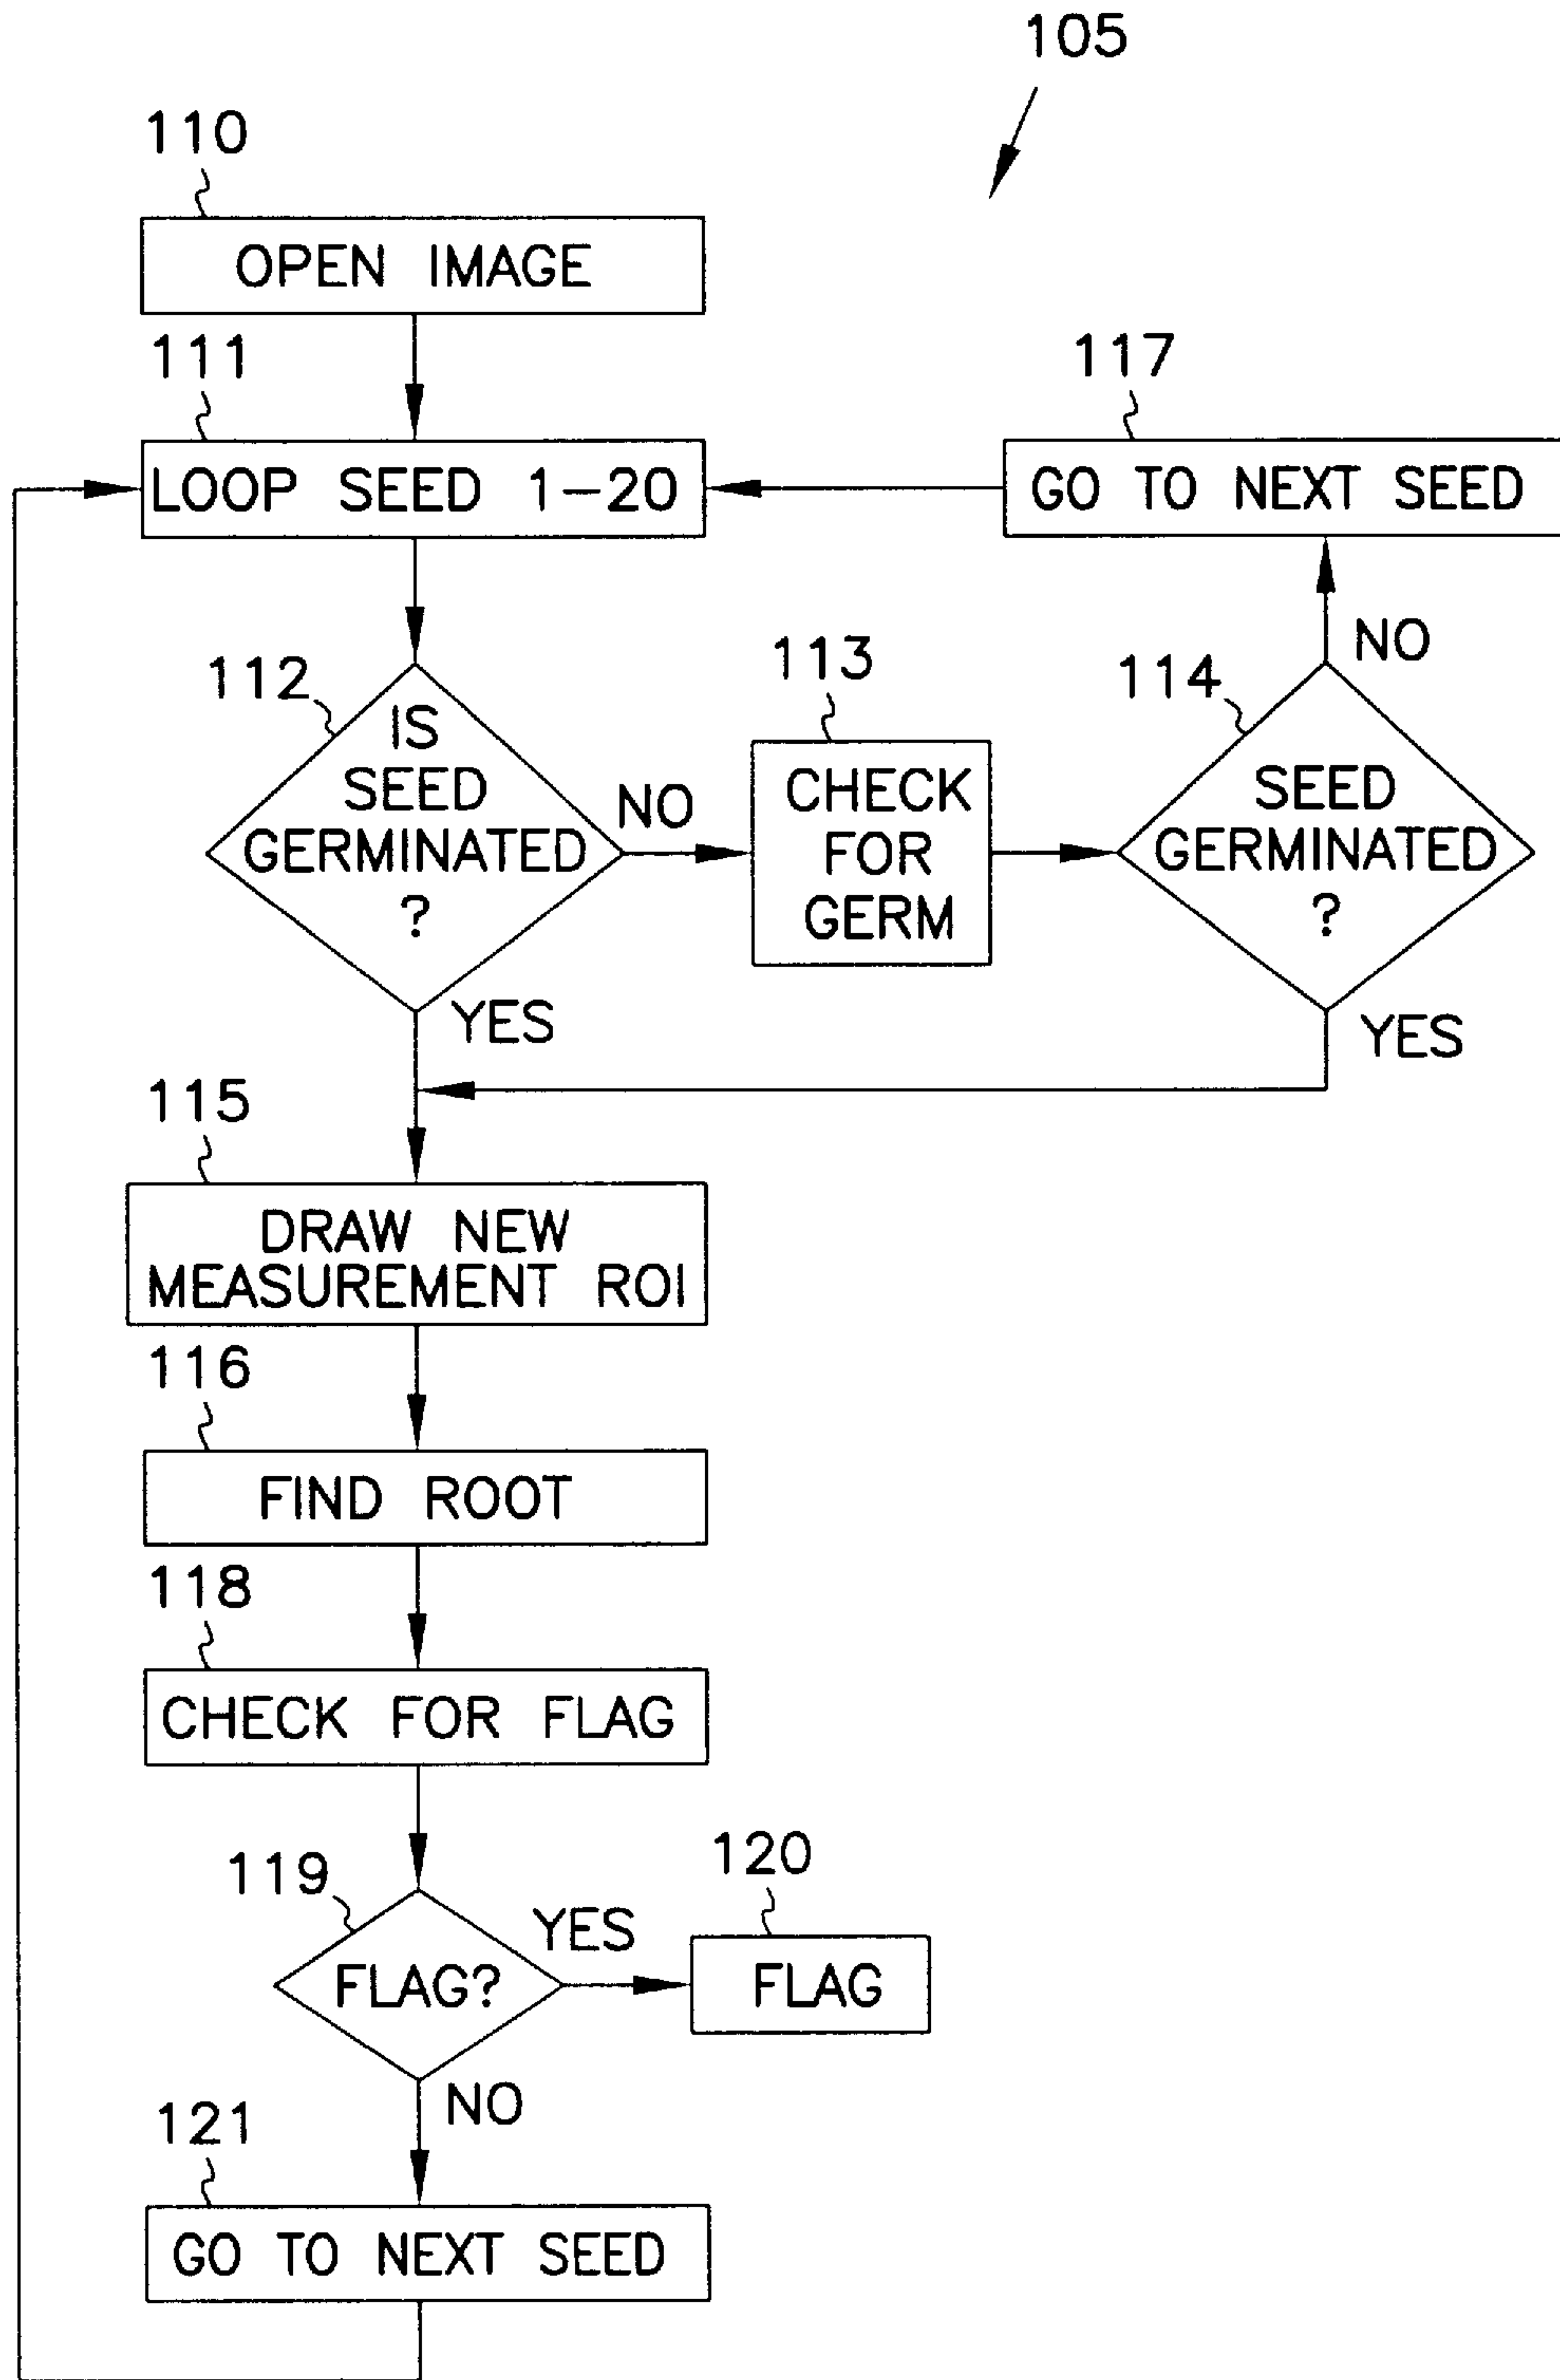 105
110
OPEN IMAGE
111
LOOP SEED 1-20
117
GO TO NEXT SEED
112
IS
SEED
GERMINATED
?
NO
YES
113
CHECK
FOR
GERM
114
SEED
GERMINATED
?
NO
YES
115
DRAW NEW
MEASUREMENT ROI
116
FIND ROOT
118
CHECK FOR FLAG
119
FLAG?
YES
120
FLAG
NO
121
GO TO NEXT SEED